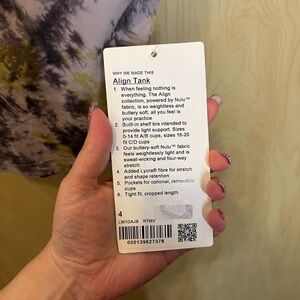 WHY WE MADE THIS
Align Tank
1. When feeling nothing is
everything. The Align
collection, powered by Nulu™
fabric, is so weightless and
buttery soft, all you feel is
your practice
2. Built-in shelf bra intended to
provide light support. Sizes
0-14 fit A/B cups, sizes 16-20
fit C/D cups
3. Our buttery-soft Nulu™ fabric
feels weightlessly light and is
sweat-wicking and four-way
stretch
4. Added Lycra® fibre for stretch
and shape retention
5. Pockets for optional, removable
cups
6. Tight fit, cropped length
4
LW1DAJS RTMV
000139627378